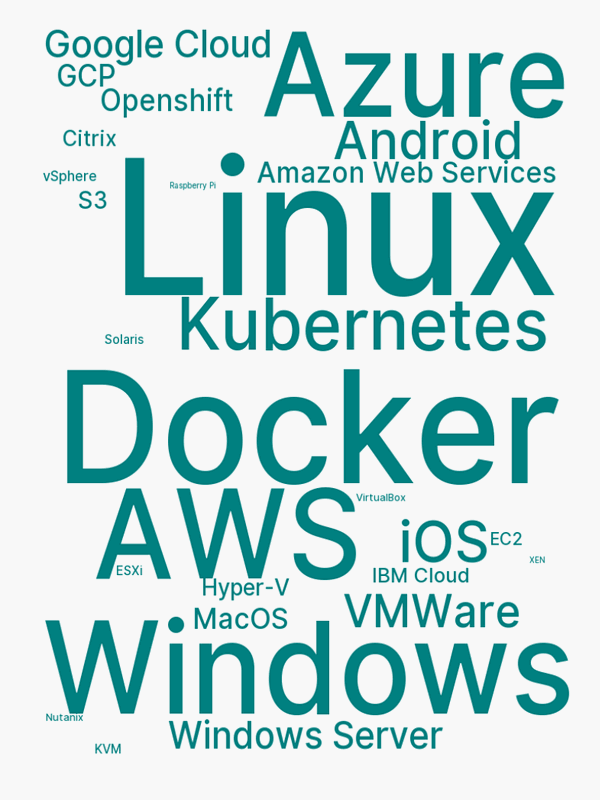 Google Cloud
Azure
GCP
Openshift
Android
Citrix
Amazon Web Services
vSphere
Raspberry Pi
S3
Linux
Kubernetes
Solaris
Docker
AWS
VirtualBox
iOS
EC2
XEN
ESXi
IBM Cloud
Hyper-V
MacOS
VMWare
Windows
Nutanix
Windows Server
KVM